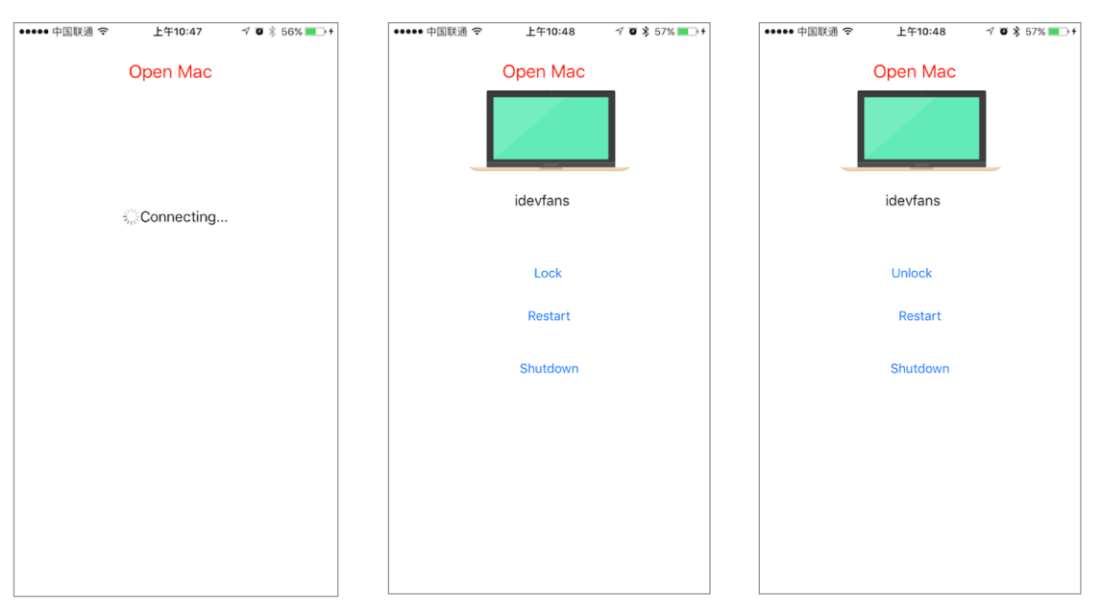 中国联通 上午10:47 56%
Open Mac
Connecting...
中国联通 上午10:48 57%
Open Mac
idevfans
Lock
Restart
Shutdown
中国联通 上午10:48 57%
Open Mac
idevfans
Unlock
Restart
Shutdown